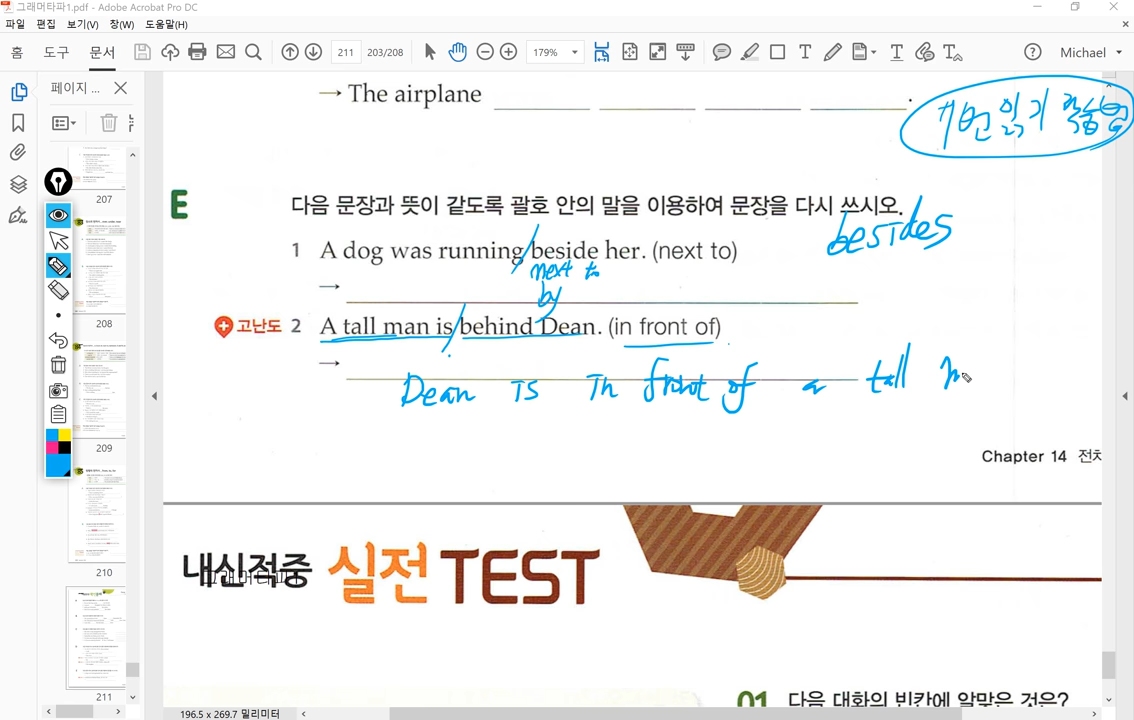 그래머타파1.pdf - Adobe Acrobat Pro DC
파일 편집 보기(V) 창(W) 도움말(H)
홈 도구 문서 211 203/208 179% Michael
페이지 ...
207
208
209
210
211
→ The airplane
7번 읽기
E 다음 문장과 뜻이 같도록 괄호 안의 말을 이용하여 문장을 다시 쓰시오.
besides
1 A dog was running / beside her. (next to)
next to
→ by
고난도 2 A tall man is / behind Dean. (in front of)
→ Dean is in front of a tall
Chapter 14 전치
내신적중 실전 TEST
그래머타파
01 다음 대화의 빈칸에 알맞은 것은?
196.5 x 269.7 밀리미터